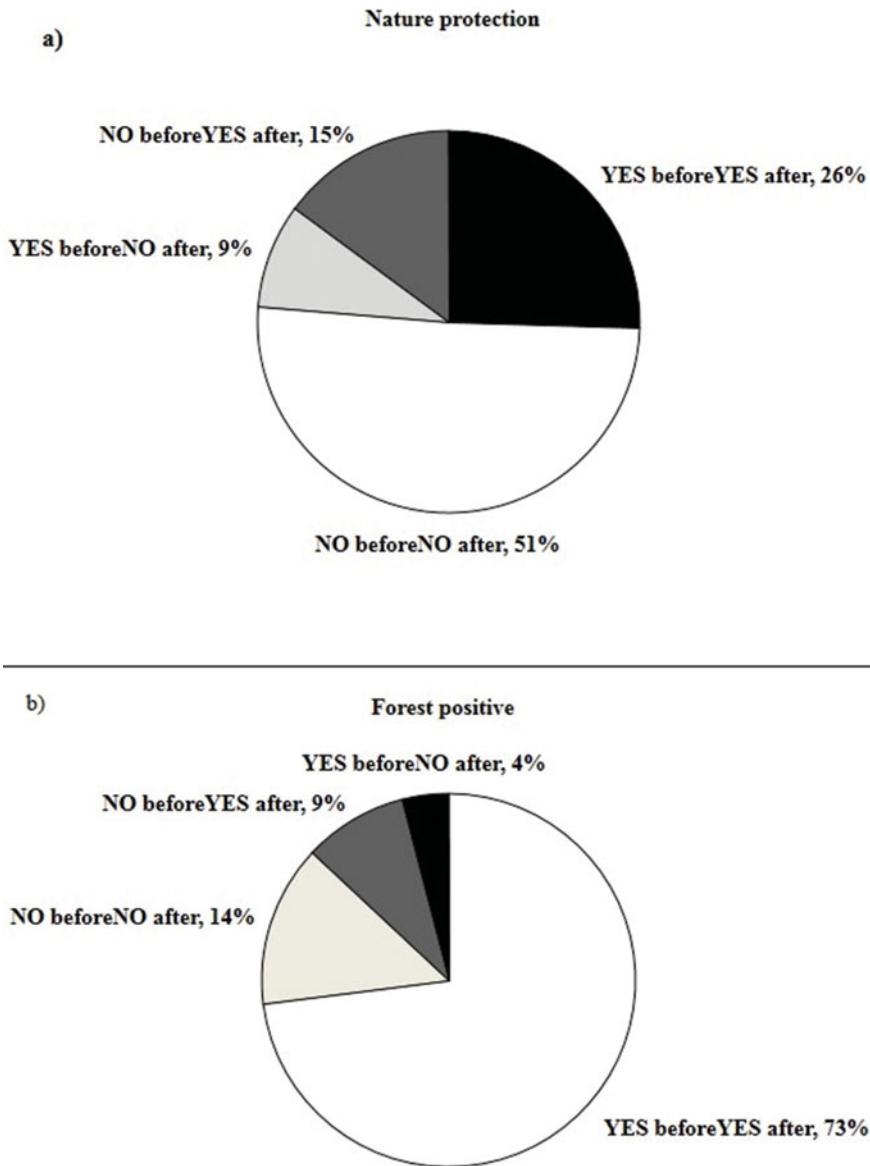 Nature protection
a)
NO beforeYES after, 15%
YES beforeYES after, 26%
YES beforeNO after, 9%
NO beforeNO after, 51%
b)
Forest positive
YES beforeNO after, 4%
NO beforeYES after, 9%
NO beforeNO after, 14%
YES beforeYES after, 73%